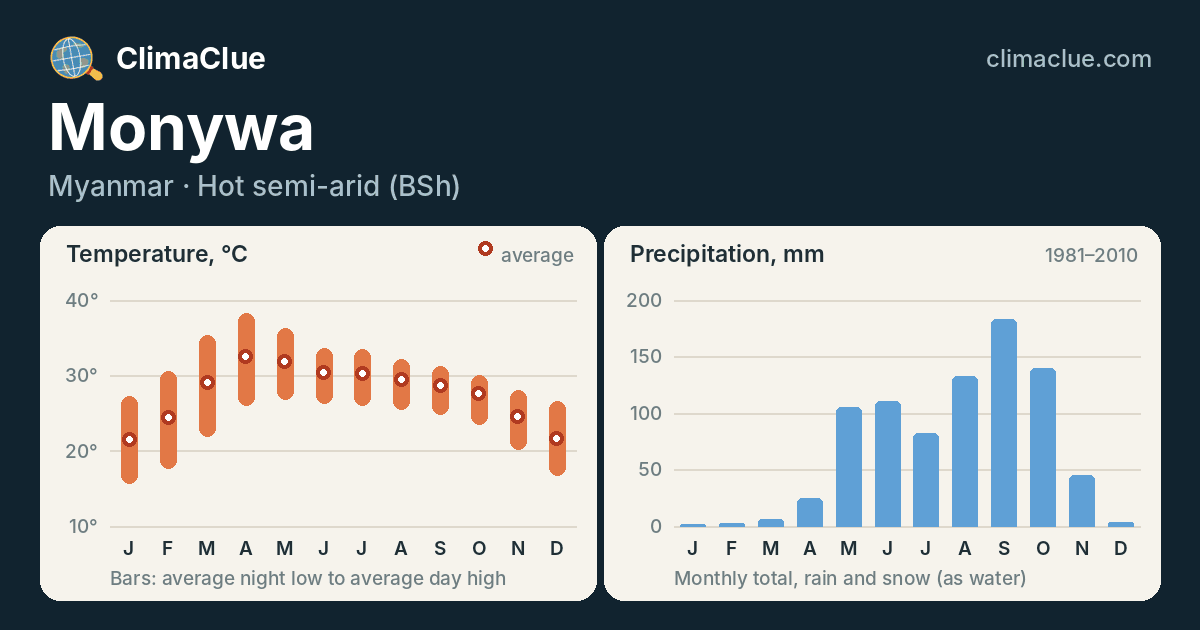 ClimaClue
climaclue.com
Monywa
Myanmar · Hot semi-arid (BSh)
Temperature, °C
average
40°
30°
20°
10°
J F M A M J J A S O N D
Bars: average night low to average day high
Precipitation, mm
1981–2010
200
150
100
50
0
J F M A M J J A S O N D
Monthly total, rain and snow (as water)